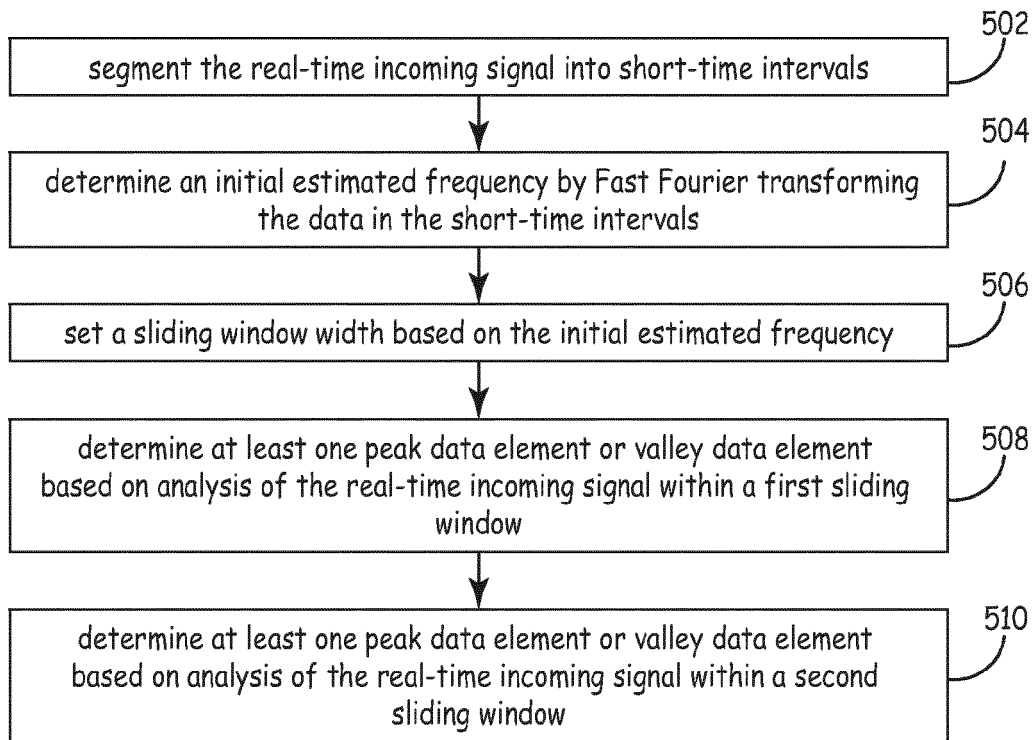 502
segment the real-time incoming signal into short-time intervals
504
determine an initial estimated frequency by Fast Fourier transforming
the data in the short-time intervals
506
set a sliding window width based on the initial estimated frequency
508
determine at least one peak data element or valley data element
based on analysis of the real-time incoming signal within a first sliding
window
510
determine at least one peak data element or valley data element
based on analysis of the real-time incoming signal within a second
sliding window